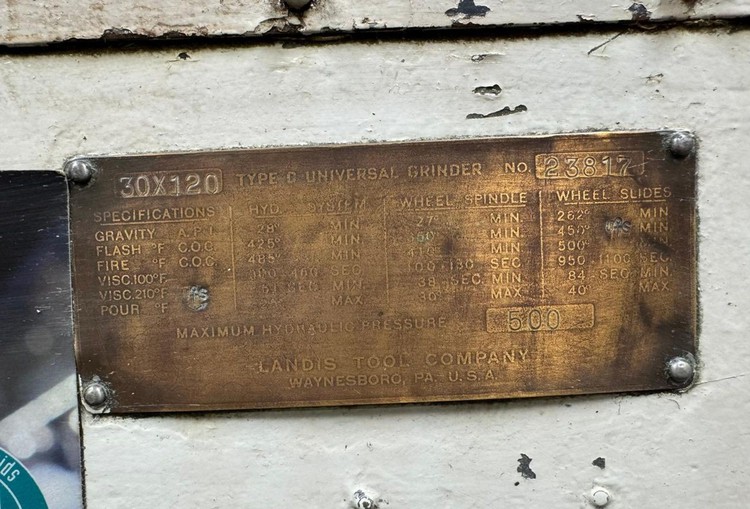 30X120 TYPE C UNIVERSAL GRINDER NO. 23817
SPECIFICATIONS HYD. SYSTEM WHEEL SPINDLE WHEEL SLIDES
GRAVITY A.P.I. 28° MIN. 27° MIN. 262° MIN
FLASH °F C.O.C. 425° MIN. MIN. 450° MIN
FIRE °F C.O.C. 485° MIN. MIN. 500° MIN
VISC. 100°F SEC. 100-130 SEC. 950 1100 SEC.
VISC. 210°F SEC. MIN. 38 SEC. MIN. 84 SEC. MIN.
POUR °F MAX. 30° MAX. 40° MAX.
MAXIMUM HYDRAULIC PRESSURE 500
LANDIS TOOL COMPANY
WAYNESBORO, PA. U.S.A.
spi